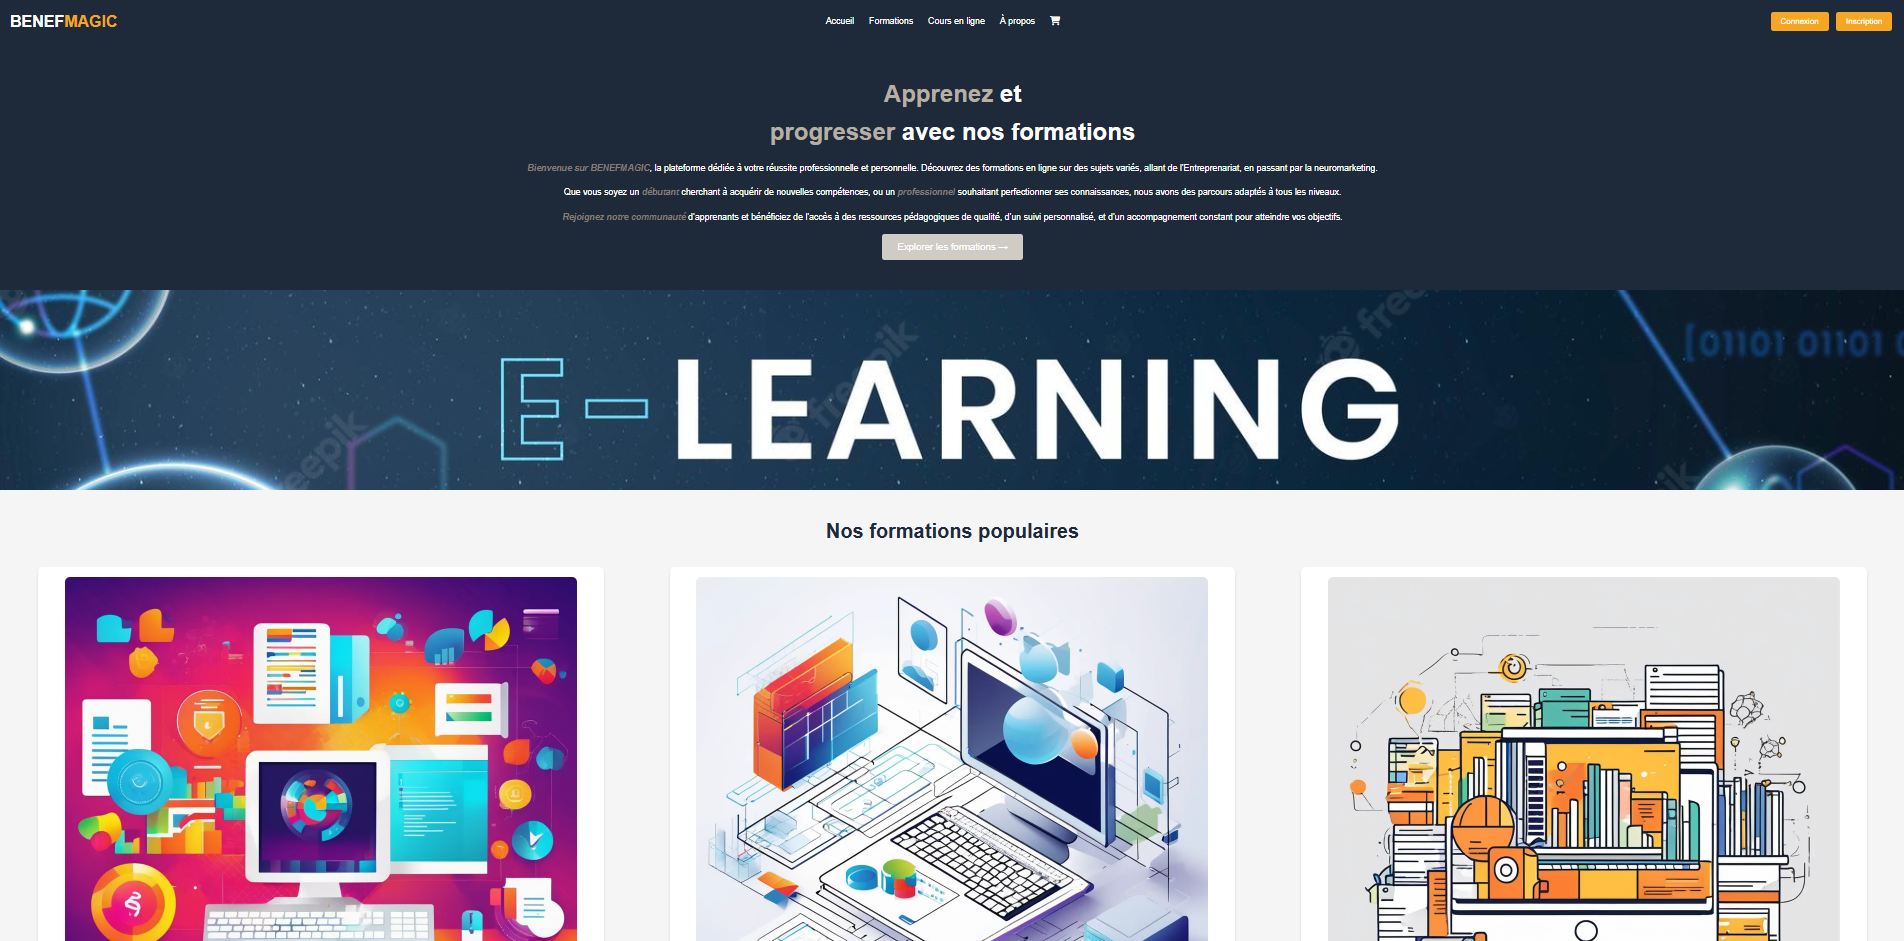 BENEFMAGIC
Accueil Formations Cours en ligne À propos
Connexion Inscription
Apprenez et
progresser avec nos formations
Bienvenue sur BENEFMAGIC, la plateforme dédiée à votre réussite professionnelle et personnelle. Découvrez des formations en ligne sur des sujets variés, allant de l'Entreprenariat, en passant par la neuromarketing.
Que vous soyez un débutant cherchant à acquérir de nouvelles compétences, ou un professionnel souhaitant perfectionner ses connaissances, nous avons des parcours adaptés à tous les niveaux.
Rejoignez notre communauté d'apprenants et bénéficiez de l'accès à des ressources pédagogiques de qualité, d'un suivi personnalisé, et d'un accompagnement constant pour atteindre vos objectifs.
Explorer les formations →
freepik
[01101 01101 0
E-LEARNING
freepik
Nos formations populaires